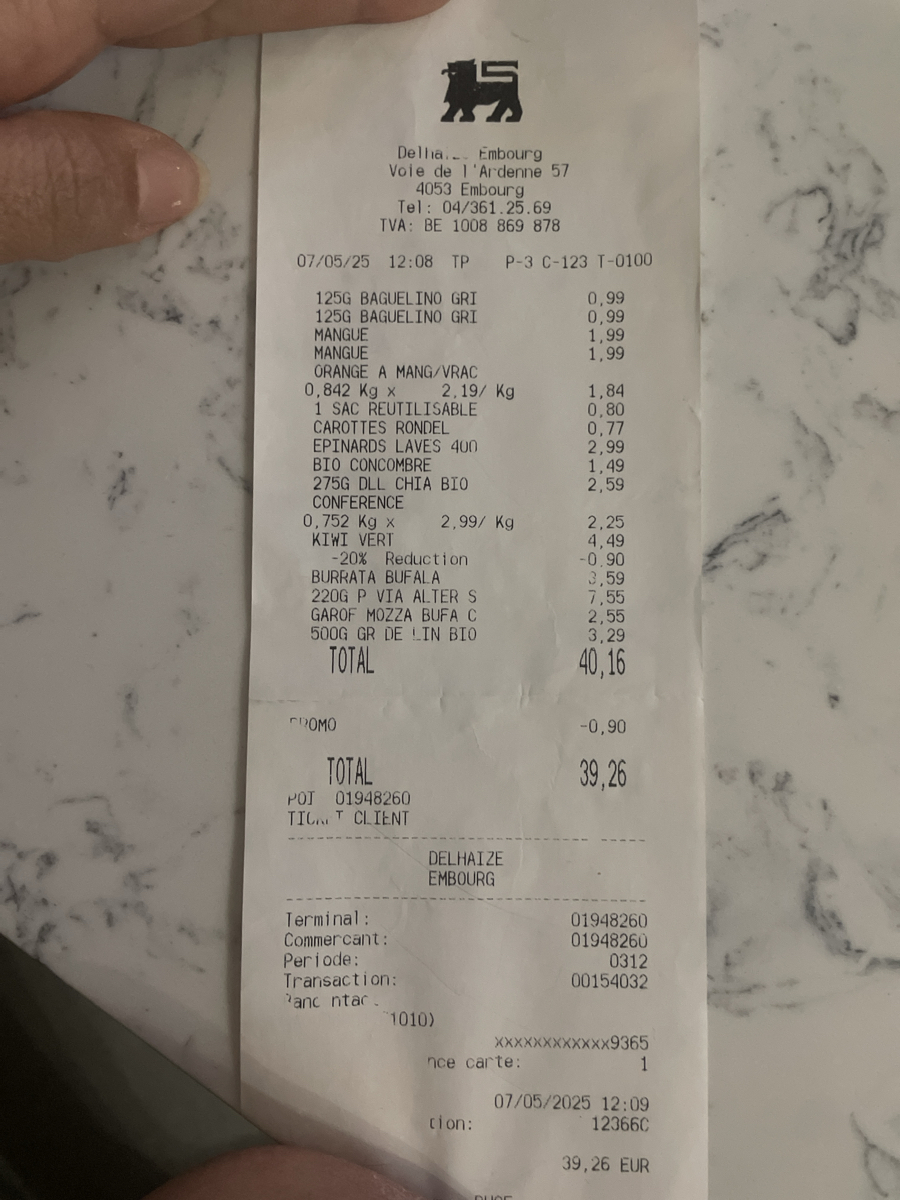 Embourg
Voie de l'Ardenne 57
4053 Embourg
Tel: 04/361.25.69
TVA: BE 1008 869 878
07/05/25 12:08 TP P-3 C-123 T-0100
125G BAGUELINO GRI 0,99
125G BAGUELINO GRI 0,99
MANGUE 1,99
MANGUE 1,99
ORANGE A MANG/VRAC
0,842 Kg x 2,19/ Kg 1,84
1 SAC REUTILISABLE 0,80
CAROTTES RONDEL 0,77
EPINARDS LAVES 400 2,99
BIO CONCOMBRE 1,49
275G DLL CHIA BIO 2,59
CONFERENCE
0,752 Kg x 2,99/ Kg 2,25
KIWI VERT 4,49
-20% Reduction -0,90
BURRATA BUFALA 3,59
220G P VIA ALTER S 7,55
GAROF MOZZA BUFA C 2,55
500G GR DE LIN BIO 3,29
TOTAL 40,16
PROMO -0,90
TOTAL 39,26
POI 01948260
CLIENT
DELHAIZE
EMBOURG
Terminal: 01948260
Commercant: 01948260
Periode: 0312
Transaction: 00154032
1010)
xxxxxxxxxxxx9365
carte: 1
07/05/2025 12:09
12366C
39,26 EUR